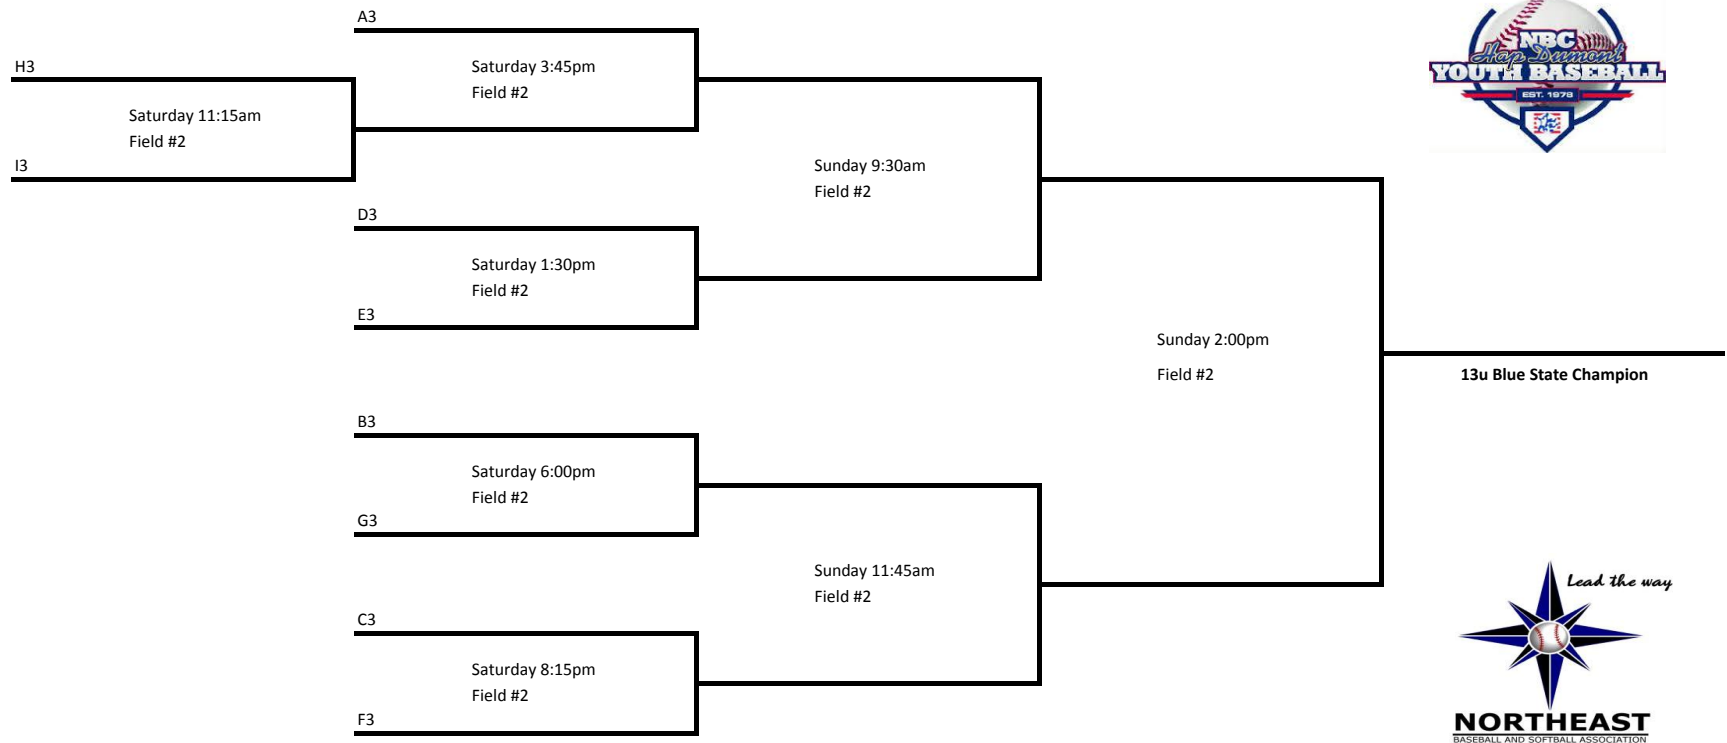 A3
H3
Saturday 3:45pm
Field #2
Saturday 11:15am
Field #2
I3
Sunday 9:30am
Field #2
D3
Saturday 1:30pm
Field #2
E3
Sunday 2:00pm
Field #2
13u Blue State Champion
B3
Saturday 6:00pm
Field #2
G3
Sunday 11:45am
Field #2
C3
Saturday 8:15pm
Field #2
F3
NBC
Hap Dumont
YOUTH BASEBALL
EST. 1978
Lead the way
NORTHEAST
BASEBALL AND SOFTBALL ASSOCIATION